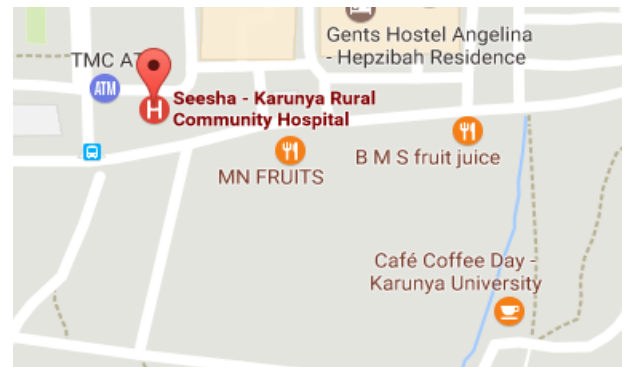 Gents Hostel Angelina
- Hepzibah Residence
TMC AT
ATM
H
Seesha - Karunya Rural
Community Hospital
MN FRUITS
B M S fruit juice
Café Coffee Day -
Karunya University